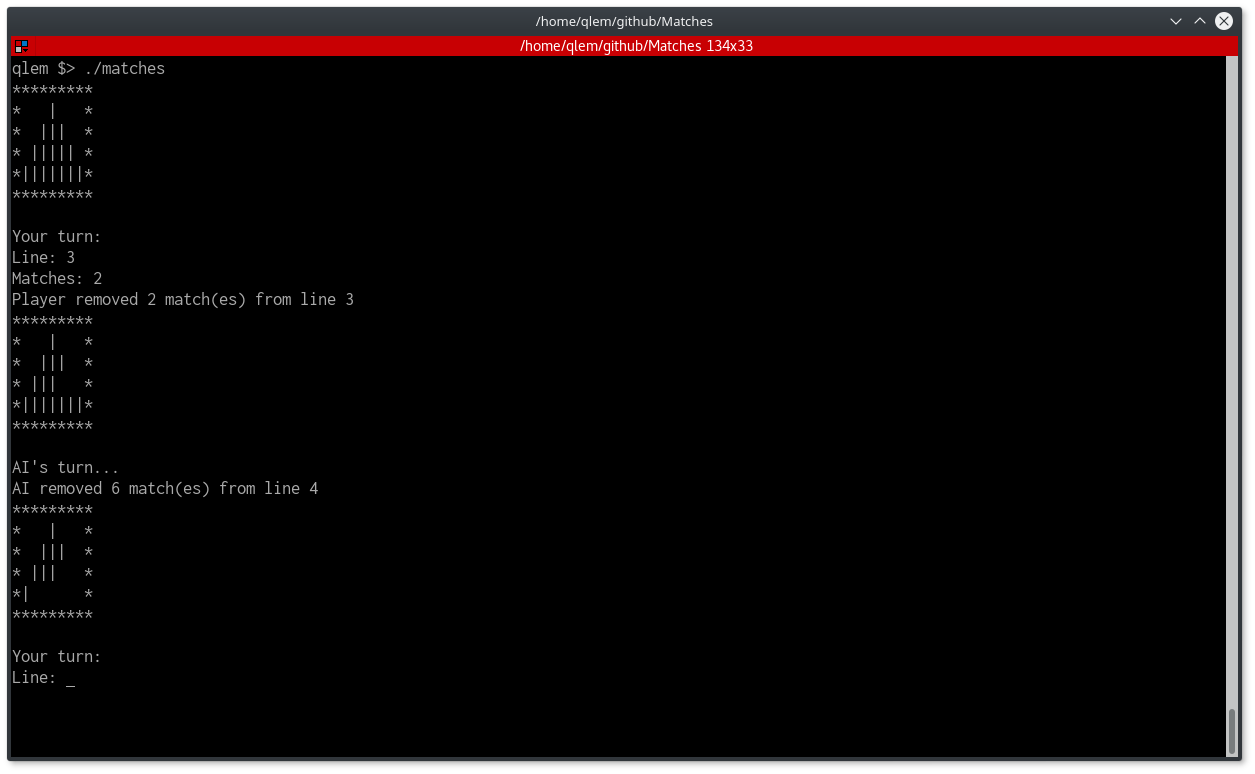 /home/qlem/github/Matches
/home/qlem/github/Matches 134x33
qlem $> ./matches
*********
*   |   *
*  |||  *
* ||||| *
*|||||||*
*********

Your turn:
Line: 3
Matches: 2
Player removed 2 match(es) from line 3
*********
*   |   *
*  |||  *
* |||   *
*|||||||*
*********

AI's turn...
AI removed 6 match(es) from line 4
*********
*   |   *
*  |||  *
* |||   *
*|      *
*********

Your turn:
Line: _